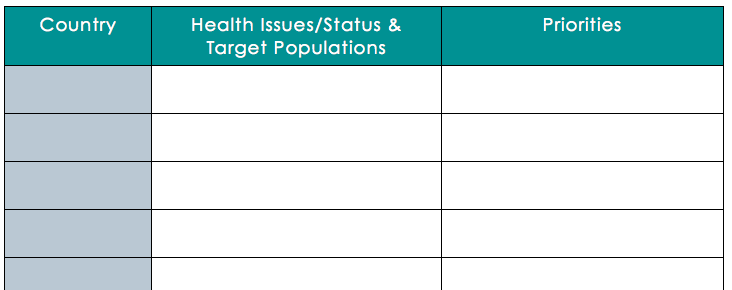 Country
Health Issues/Status &
Target Populations
Priorities